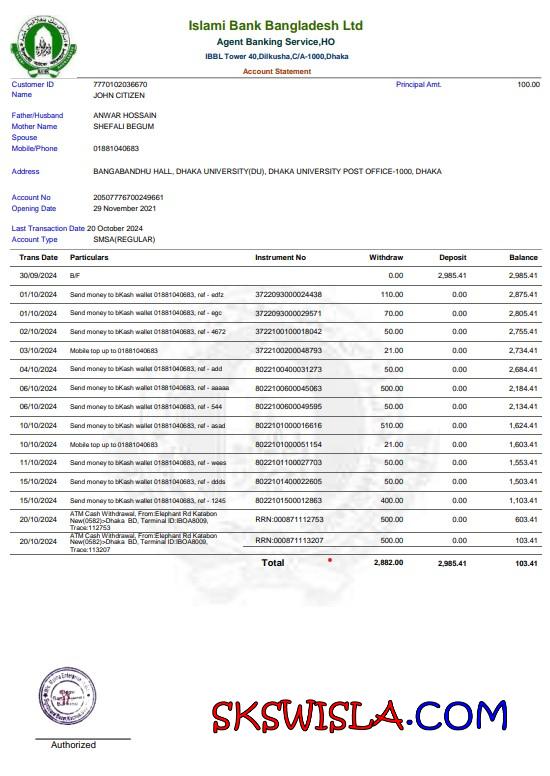 Islami Bank Bangladesh Ltd
Agent Banking Service,HO
IBBL Tower 40,Dilkusha,C/A-1000,Dhaka
Account Statement
Customer ID 7770102036670 Principal Amt. 100.00
Name JOHN CITIZEN
Father/Husband ANWAR HOSSAIN
Mother Name SHEFALI BEGUM
Spouse
Mobile/Phone 01881040683
Address BANGABANDHU HALL, DHAKA UNIVERSITY(DU), DHAKA UNIVERSITY POST OFFICE-1000, DHAKA
Account No 20507776700249661
Opening Date 29 November 2021
Last Transaction Date 20 October 2024
Account Type SMSA(REGULAR)
Trans Date Particulars Instrument No Withdraw Deposit Balance
30/09/2024 B/F 0.00 2,985.41 2,985.41
01/10/2024 Send money to bKash wallet 01881040683, ref - edfz 3722093000024438 110.00 0.00 2,875.41
01/10/2024 Send money to bKash wallet 01881040683, ref - egc 3722093000029571 70.00 0.00 2,805.41
02/10/2024 Send money to bKash wallet 01881040683, ref - 4672 3722100100018042 50.00 0.00 2,755.41
03/10/2024 Mobile top up to 01881040683 3722100200048793 21.00 0.00 2,734.41
04/10/2024 Send money to bKash wallet 01881040683, ref - add 8022100400031273 50.00 0.00 2,684.41
06/10/2024 Send money to bKash wallet 01881040683, ref - aaaaa 8022100600045063 500.00 0.00 2,184.41
06/10/2024 Send money to bKash wallet 01881040683, ref - 544 8022100600049595 50.00 0.00 2,134.41
10/10/2024 Send money to bKash wallet 01881040683, ref - asad 8022101000016616 510.00 0.00 1,624.41
10/10/2024 Mobile top up to 01881040683 8022101000051154 21.00 0.00 1,603.41
11/10/2024 Send money to bKash wallet 01881040683, ref - wees 8022101100027703 50.00 0.00 1,553.41
15/10/2024 Send money to bKash wallet 01881040683, ref - ddds 8022101400022605 50.00 0.00 1,503.41
15/10/2024 Send money to bKash wallet 01881040683, ref - 1245 8022101500012863 400.00 0.00 1,103.41
20/10/2024 ATM Cash Withdrawal, From:Elephant Rd Katabon
New(0582)>Dhaka BD, Terminal ID:IBOA8009, RRN:000871112753 500.00 0.00 603.41
Trace:112753
20/10/2024 ATM Cash Withdrawal, From:Elephant Rd Katabon
New(0582)>Dhaka BD, Terminal ID:IBOA8009, RRN:000871113207 500.00 0.00 103.41
Trace:113207
Total 2,882.00 2,985.41 103.41
SKSWISLA.COM
Authorized